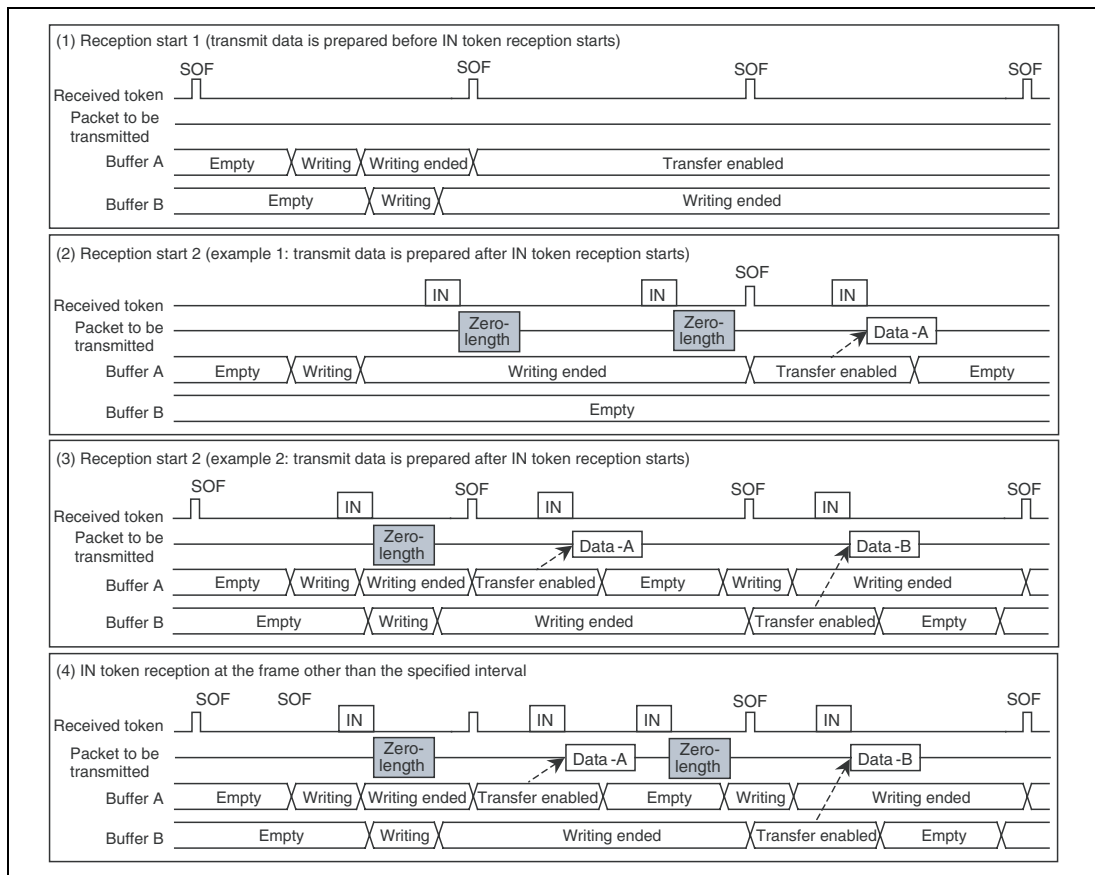 (1) Reception start 1 (transmit data is prepared before IN token reception starts)
SOF SOF SOF SOF
Received token
Packet to be
transmitted
Buffer A Empty Writing Writing ended Transfer enabled
Buffer B Empty Writing Writing ended
(2) Reception start 2 (example 1: transmit data is prepared after IN token reception starts)
SOF
Received token IN IN IN
Packet to be
transmitted
Zero-
length
Zero-
length
Data -A
Buffer A Empty Writing Writing ended Transfer enabled Empty
Buffer B Empty
(3) Reception start 2 (example 2: transmit data is prepared after IN token reception starts)
SOF SOF SOF SOF
Received token IN IN IN
Packet to be
transmitted
Zero-
length
Data -A Data -B
Buffer A Empty Writing Writing ended Transfer enabled Empty Writing Writing ended
Buffer B Empty Writing Writing ended Transfer enabled Empty
(4) IN token reception at the frame other than the specified interval
SOF SOF SOF SOF
Received token IN IN IN IN
Packet to be
transmitted
Zero-
length
Data -A
Zero-
length
Data -B
Buffer A Empty Writing Writing ended Transfer enabled Empty Writing Writing ended
Buffer B Empty Writing Writing ended Transfer enabled Empty